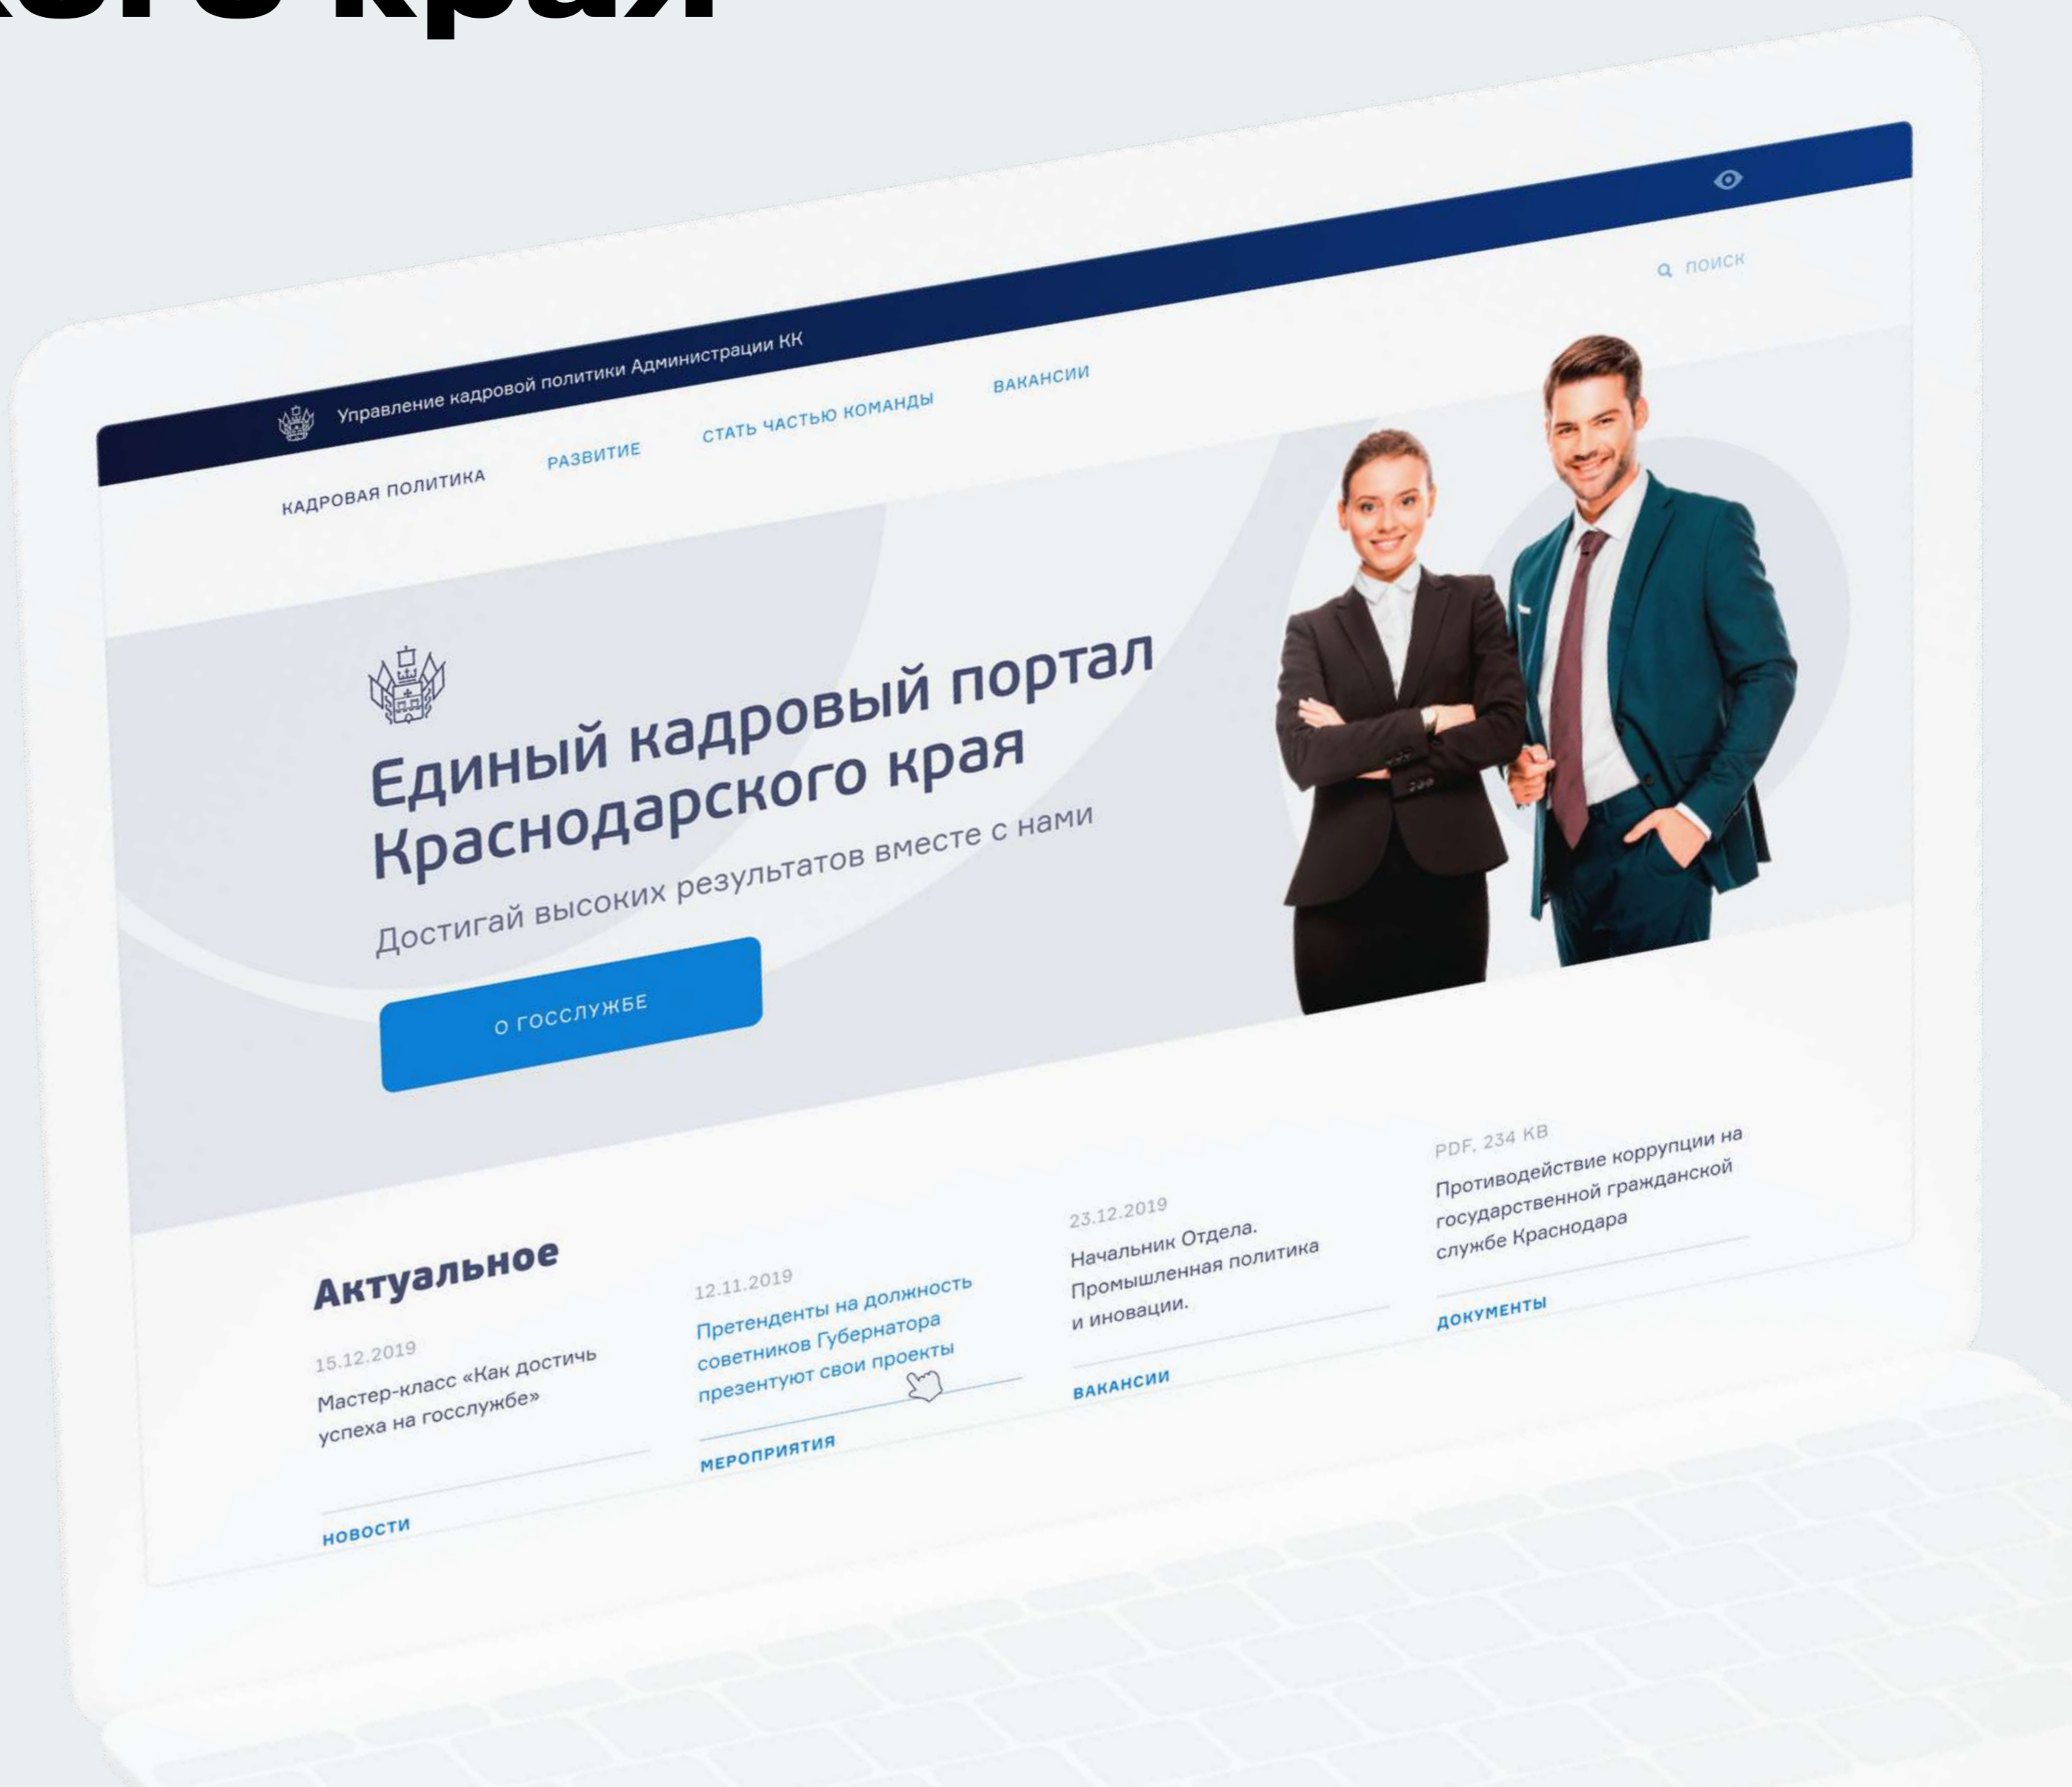 края
Управление кадровой политики Администрации КК
КАДРОВАЯ ПОЛИТИКА
РАЗВИТИЕ
СТАТЬ ЧАСТЬЮ КОМАНДЫ
ВАКАНСИИ
ПОИСК
Единый кадровый портал
Краснодарского края
Достигай высоких результатов вместе с нами
О ГОССЛУЖБЕ
Актуальное
15.12.2019
Мастер-класс «Как достичь
успеха на госслужбе»
НОВОСТИ
12.11.2019
Претенденты на должность
советников Губернатора
презентуют свои проекты
МЕРОПРИЯТИЯ
23.12.2019
Начальник Отдела.
Промышленная политика
и иновации.
ВАКАНСИИ
PDF, 234 KB
Противодействие коррупции на
государственной гражданской
службе Краснодара
ДОКУМЕНТЫ